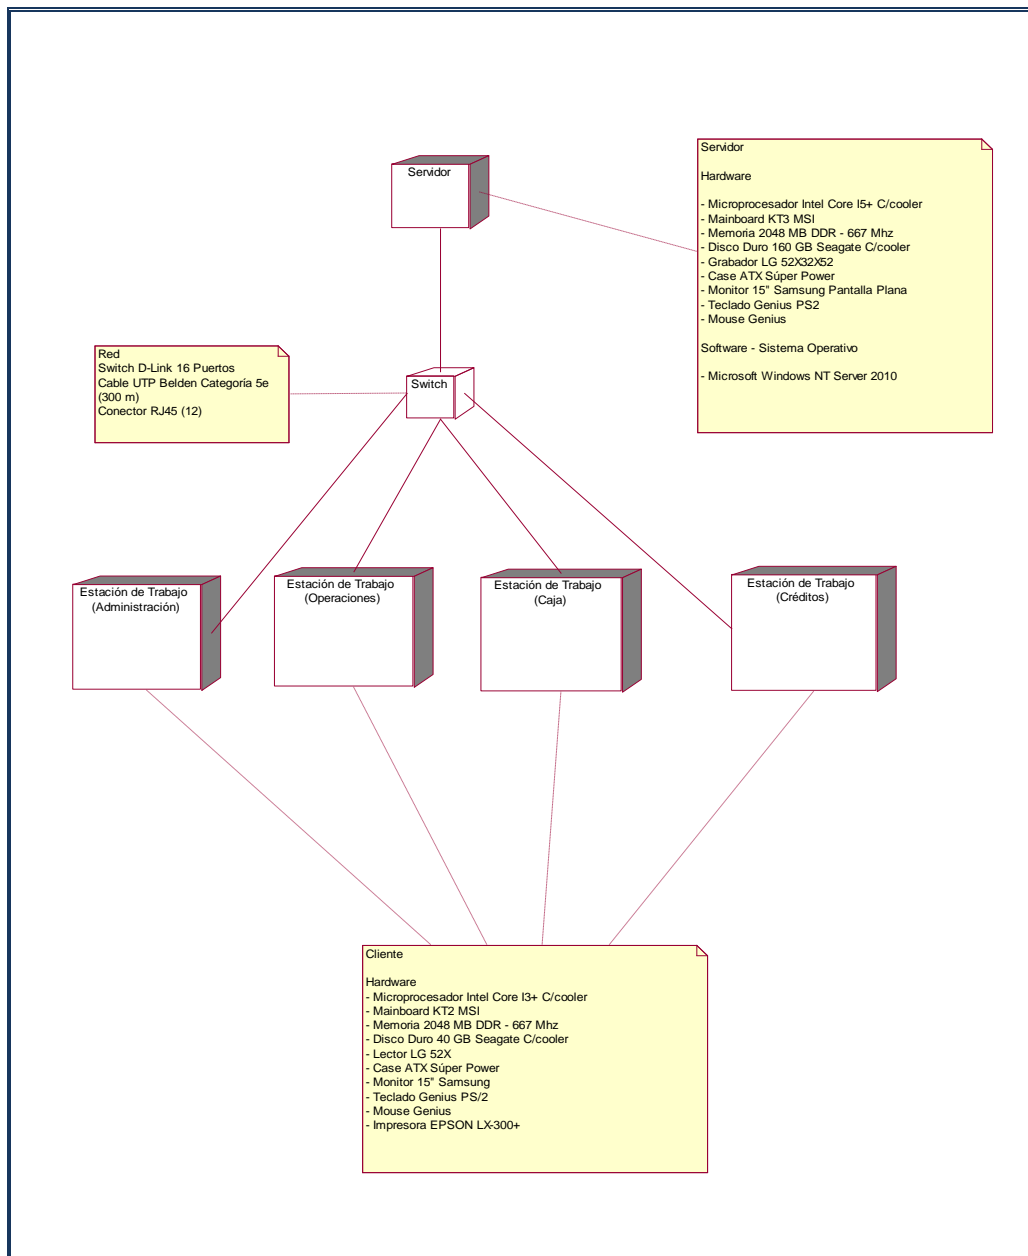 Servidor
Servidor
Hardware
- Microprocesador Intel Core I5+ C/cooler
- Mainboard KT3 MSI
- Memoria 2048 MB DDR - 667 Mhz
- Disco Duro 160 GB Seagate C/cooler
- Grabador LG 52X32X52
- Case ATX Súper Power
- Monitor 15" Samsung Pantalla Plana
- Teclado Genius PS2
- Mouse Genius
Software - Sistema Operativo
- Microsoft Windows NT Server 2010
Red
Switch D-Link 16 Puertos
Cable UTP Belden Categoría 5e
(300 m)
Conector RJ45 (12)
Switch
Estación de Trabajo
(Administración)
Estación de Trabajo
(Operaciones)
Estación de Trabajo
(Caja)
Estación de Trabajo
(Créditos)
Cliente
Hardware
- Microprocesador Intel Core I3+ C/cooler
- Mainboard KT2 MSI
- Memoria 2048 MB DDR - 667 Mhz
- Disco Duro 40 GB Seagate C/cooler
- Lector LG 52X
- Case ATX Súper Power
- Monitor 15" Samsung
- Teclado Genius PS/2
- Mouse Genius
- Impresora EPSON LX-300+